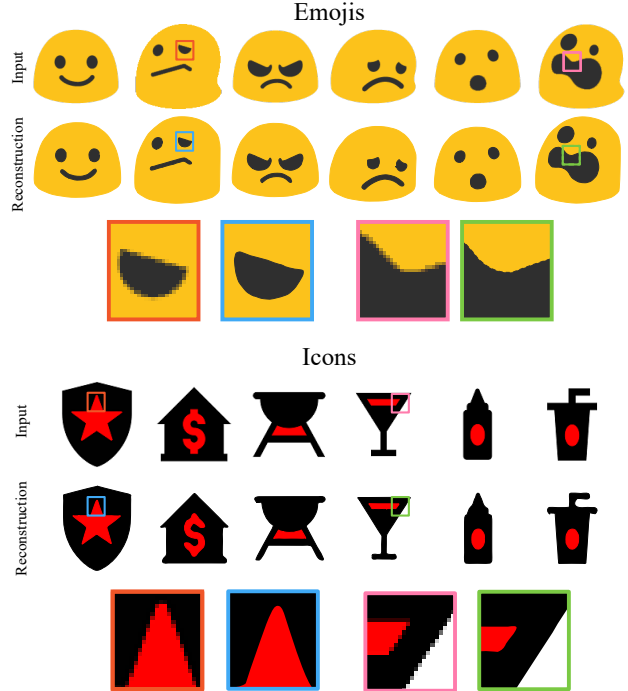 Emojis
Input
Reconstruction
Icons
Input
$
Reconstruction
$